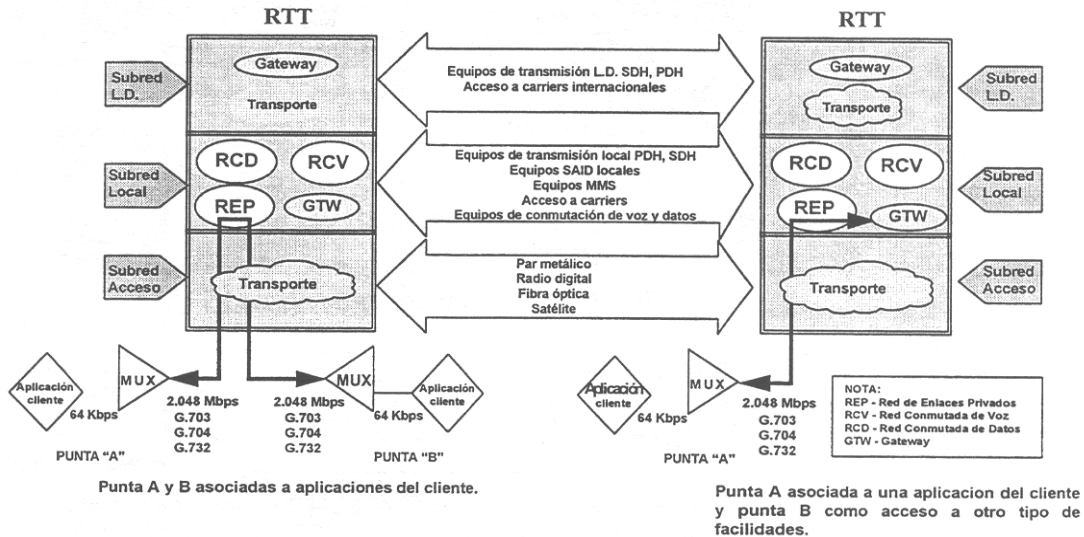 RTT
Subred
L.D.
Gateway
Transporte
Subred
Local
RCD
RCV
REP
GTW
Subred
Acceso
Transporte
Equipos de transmisión L.D. SDH, PDH
Acceso a carriers internacionales
Equipos de transmisión local PDH, SDH
Equipos SAID locales
Equipos MMS
Acceso a carriers
Equipos de conmutación de voz y datos
Par metálico
Radio digital
Fibra óptica
Satélite
RTT
Gateway
Transporte
Subred
L.D.
RCD
RCV
REP
GTW
Subred
Local
Transporte
Subred
Acceso
Aplicación
cliente
64 Kbps
MUX
2.048 Mbps
G.703
G.704
G.732
PUNTA “A”
2.048 Mbps
G.703
G.704
G.732
MUX
64 Kbps
Aplicación
cliente
PUNTA “B”
Punta A y B asociadas a aplicaciones del cliente.
Aplicación
cliente
64 Kbps
MUX
2.048 Mbps
G.703
G.704
G.732
PUNTA “A”
NOTA:
REP - Red de Enlaces Privados
RCV - Red Conmutada de Voz
RCD - Red Conmutada de Datos
GTW - Gateway
Punta A asociada a una aplicacion del cliente
y punta B como acceso a otro tipo de
facilidades.